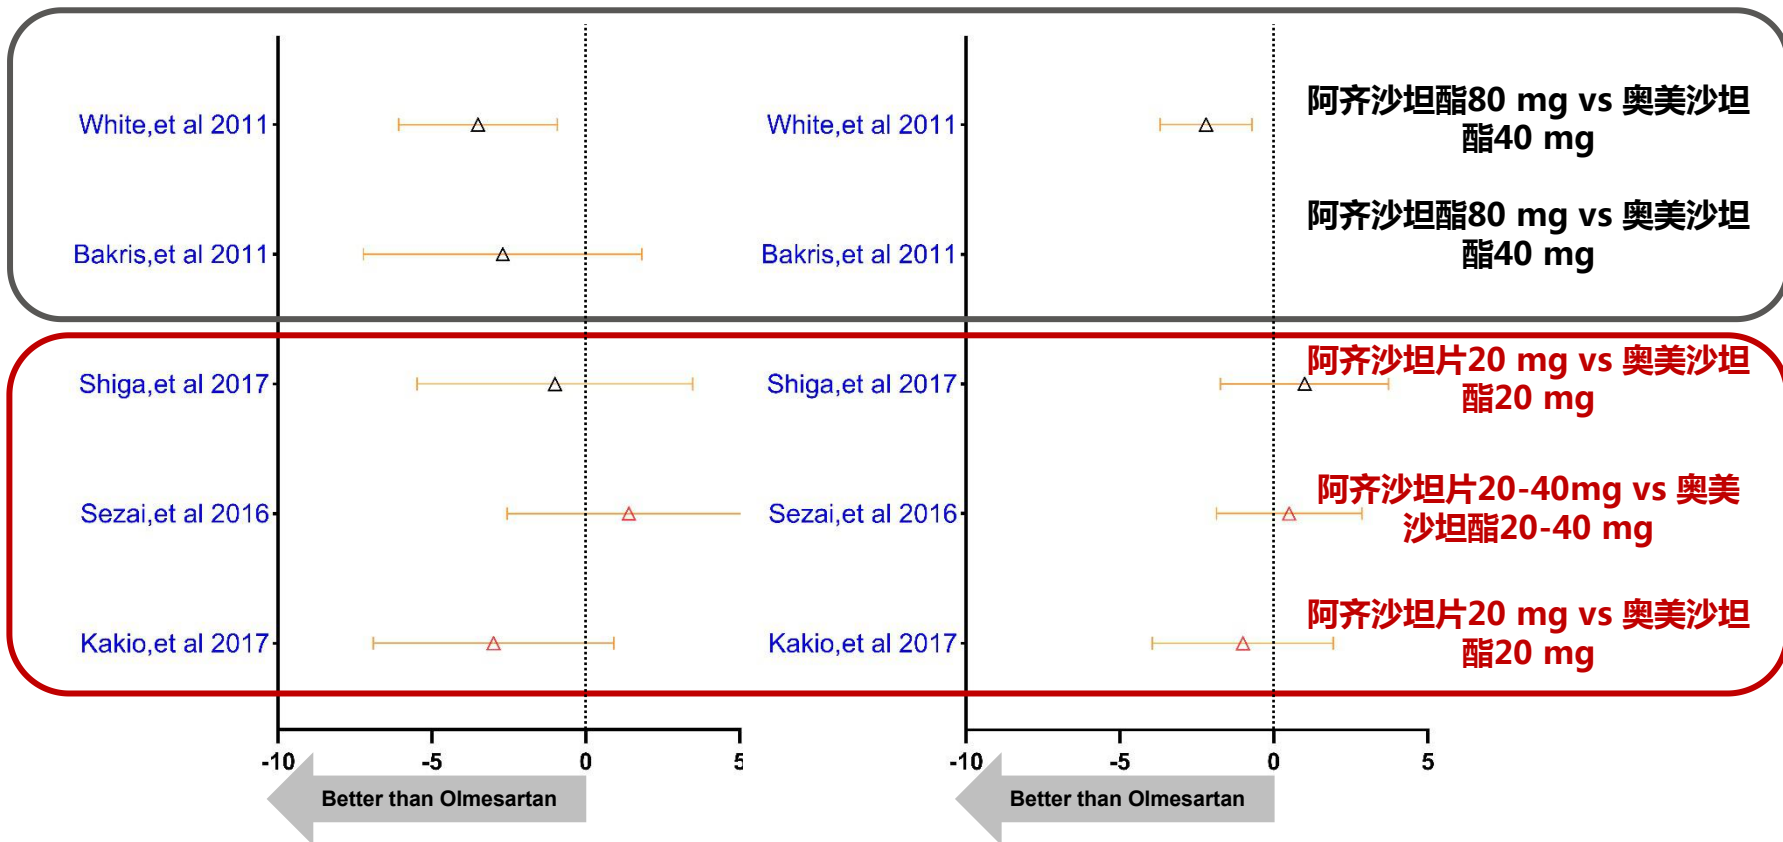 White,et al 2011
White,et al 2011
阿齐沙坦酯80 mg vs 奥美沙坦
酯40 mg
Bakris,et al 2011
Bakris,et al 2011
阿齐沙坦酯80 mg vs 奥美沙坦
酯40 mg
Shiga,et al 2017
Shiga,et al 2017
阿齐沙坦片20 mg vs 奥美沙坦
酯20 mg
Sezai,et al 2016
Sezai,et al 2016
阿齐沙坦片20-40mg vs 奥美
沙坦酯20-40 mg
Kakio,et al 2017
Kakio,et al 2017
阿齐沙坦片20 mg vs 奥美沙坦
酯20 mg
-10 -5 0 5
-10 -5 0 5
Better than Olmesartan
Better than Olmesartan